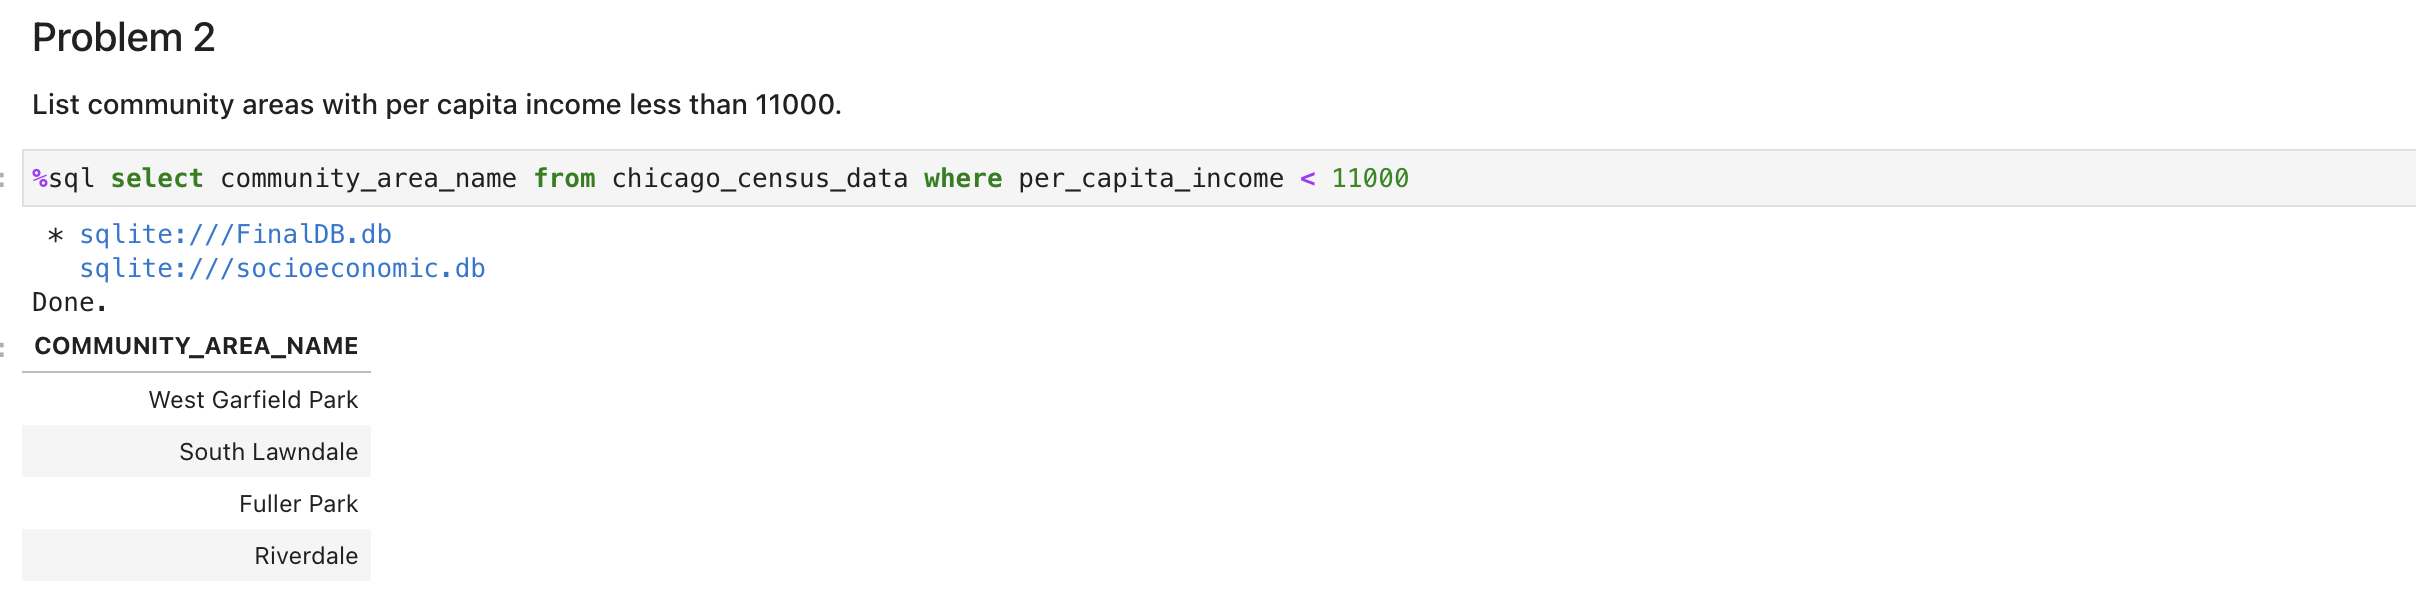 Problem 2
List community areas with per capita income less than 11000.
: %sql select community_area_name from chicago_census_data where per_capita_income < 11000
* sqlite:///FinalDB.db
sqlite:///socioeconomic.db
Done.
: COMMUNITY_AREA_NAME
West Garfield Park
South Lawndale
Fuller Park
Riverdale